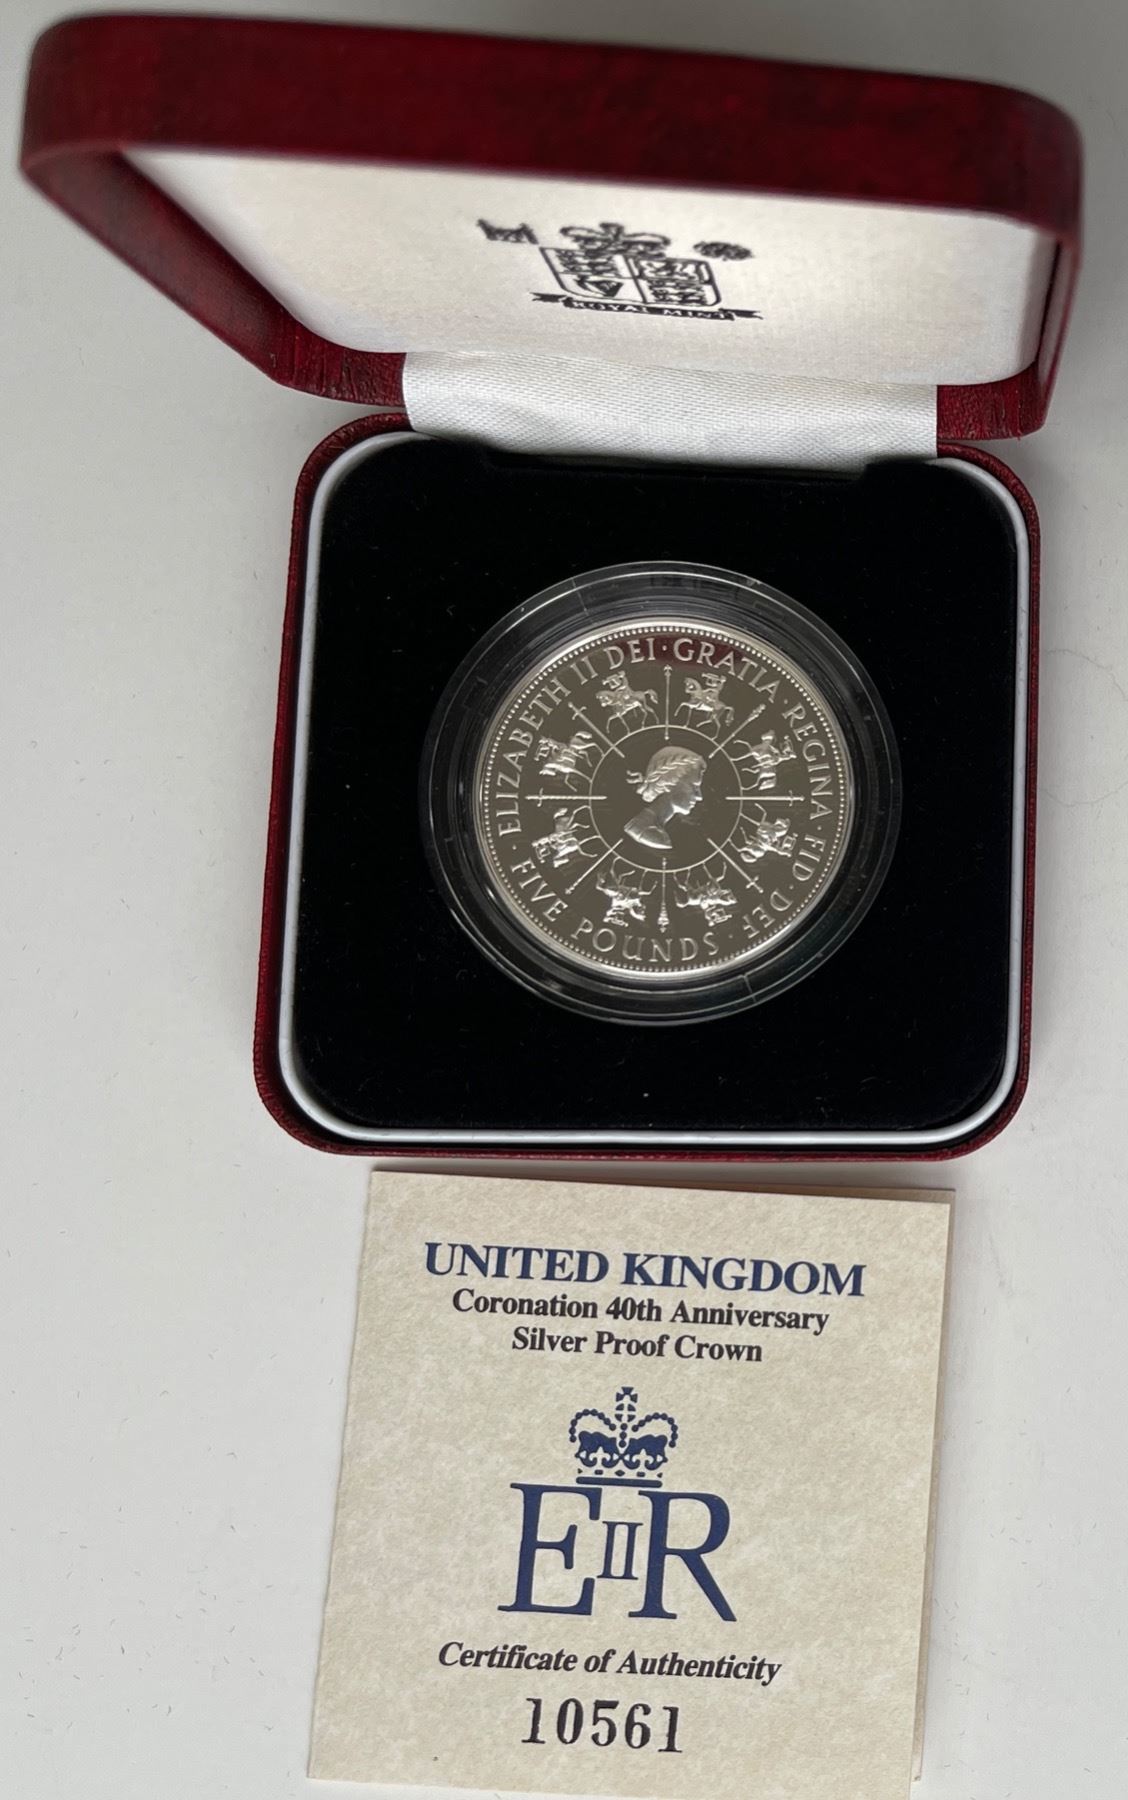 ROYAL MINT
ELIZABETH II DEI · GRATIA · REGINA · FID · DEF ·
FIVE POUNDS ·
UNITED KINGDOM
Coronation 40th Anniversary
Silver Proof Crown
EIIR
Certificate of Authenticity
10561